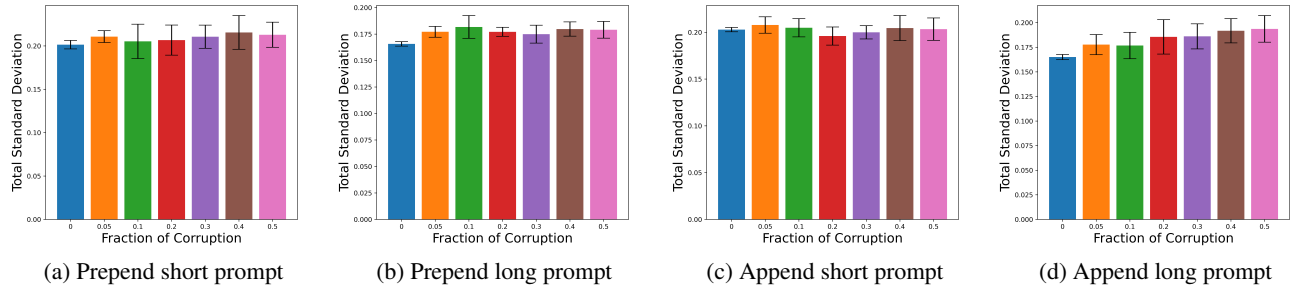 Total Standard Deviation
0.20
0.15
0.10
0.05
0.00
0 0.05 0.1 0.2 0.3 0.4 0.5
Fraction of Corruption
(a) Prepend short prompt
Total Standard Deviation
0.200
0.175
0.150
0.125
0.100
0.075
0.050
0.025
0.000
0 0.05 0.1 0.2 0.3 0.4 0.5
Fraction of Corruption
(b) Prepend long prompt
Total Standard Deviation
0.20
0.15
0.10
0.05
0.00
0 0.05 0.1 0.2 0.3 0.4 0.5
Fraction of Corruption
(c) Append short prompt
Total Standard Deviation
0.200
0.175
0.150
0.125
0.100
0.075
0.050
0.025
0.000
0 0.05 0.1 0.2 0.3 0.4 0.5
Fraction of Corruption
(d) Append long prompt